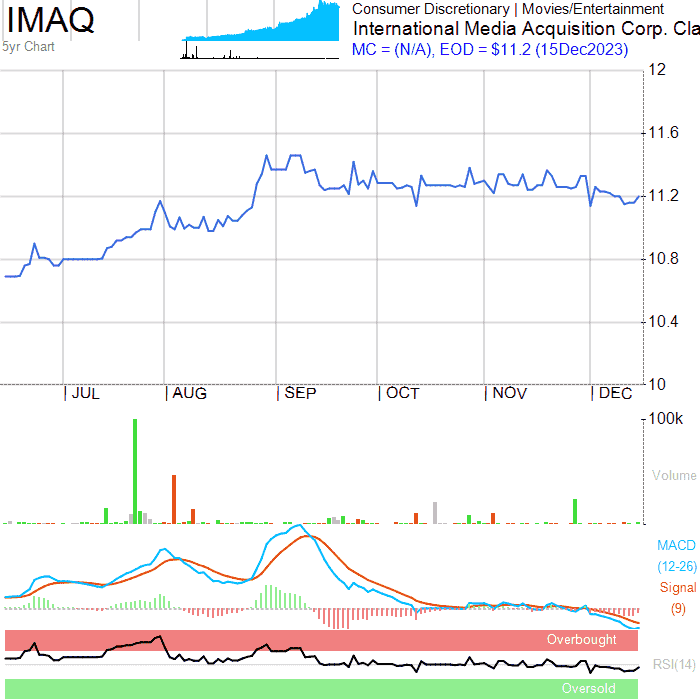 IMAQ
5yr Chart
Consumer Discretionary | Movies/Entertainment
International Media Acquisition Corp. Cla
MC = (N/A), EOD = $11.2 (15Dec2023)
12
11.6
11.2
10.8
10.4
10
JUL AUG SEP OCT NOV DEC
100k
Volume
MACD
(12-26)
Signal
(9)
Overbought
RSI(14)
Oversold